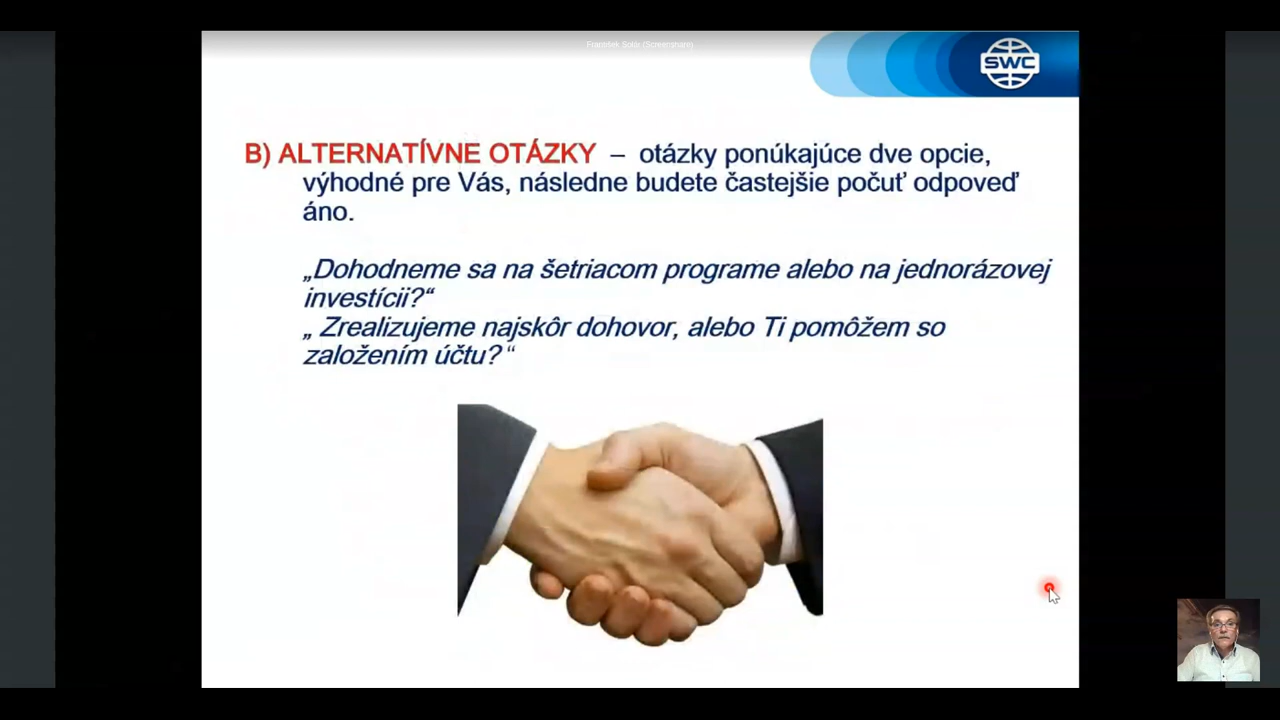 SWC
B) ALTERNATÍVNE OTÁZKY – otázky ponúkajúce dve opcie,
výhodné pre Vás, následne budete častejšie počuť odpoveď
áno.
„Dohodneme sa na šetriacom programe alebo na jednorázovej
investícii?“
„ Zrealizujeme najskôr dohovor, alebo Ti pomôžem so
založením účtu? “